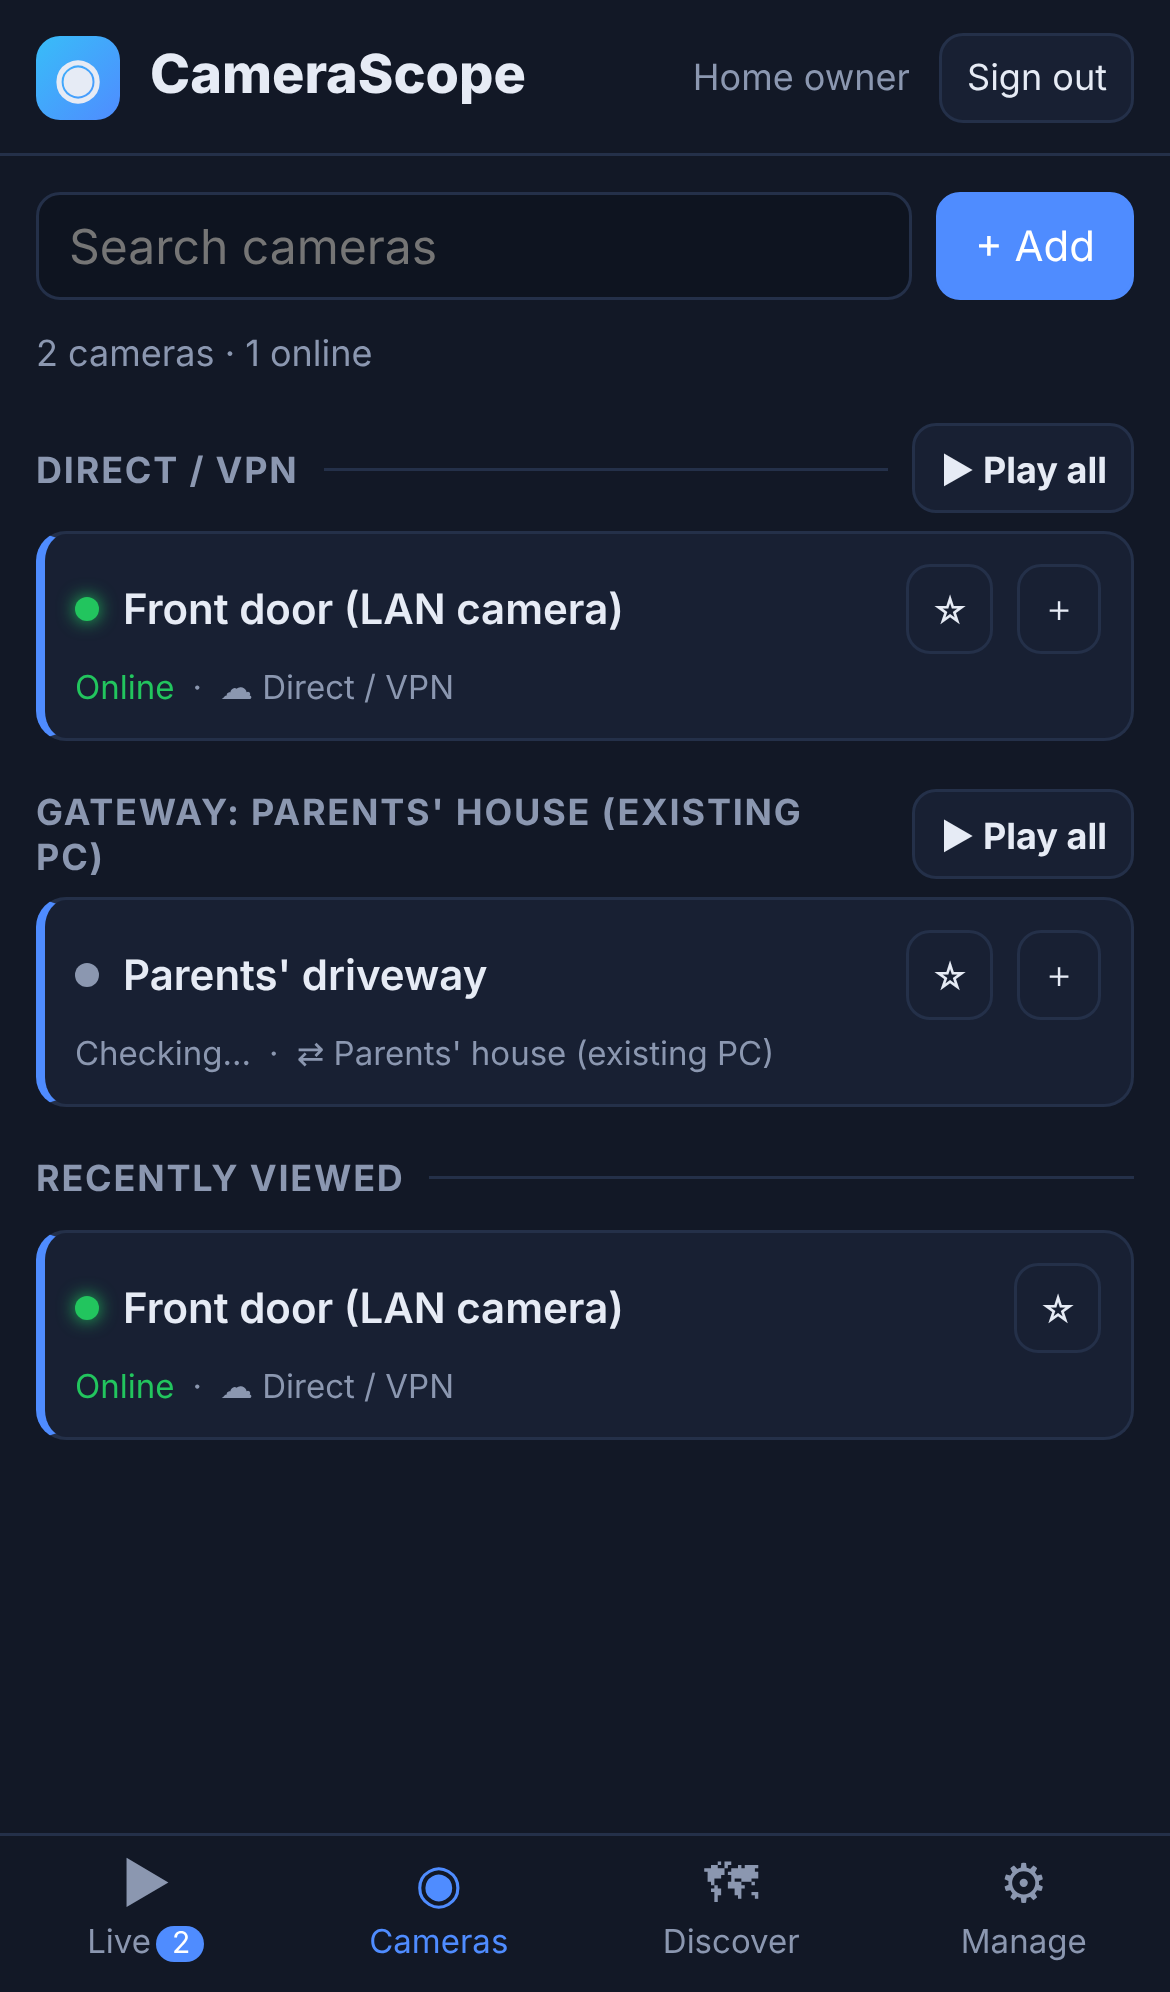 CameraScope
Home owner
Sign out
Search cameras
+ Add
2 cameras · 1 online
DIRECT / VPN
▶ Play all
Front door (LAN camera)
☆
+
Online · ☁ Direct / VPN
GATEWAY: PARENTS' HOUSE (EXISTING
PC)
▶ Play all
Parents' driveway
☆
+
Checking... · ⇄ Parents' house (existing PC)
RECENTLY VIEWED
Front door (LAN camera)
☆
Online · ☁ Direct / VPN
Live 2
Cameras
Discover
Manage